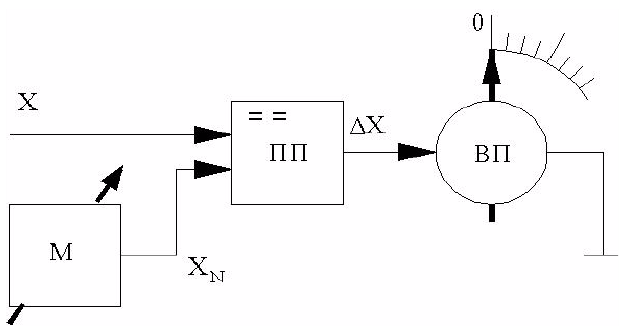 0
X
= =
ΔX
ПП
ВП
М
X_N